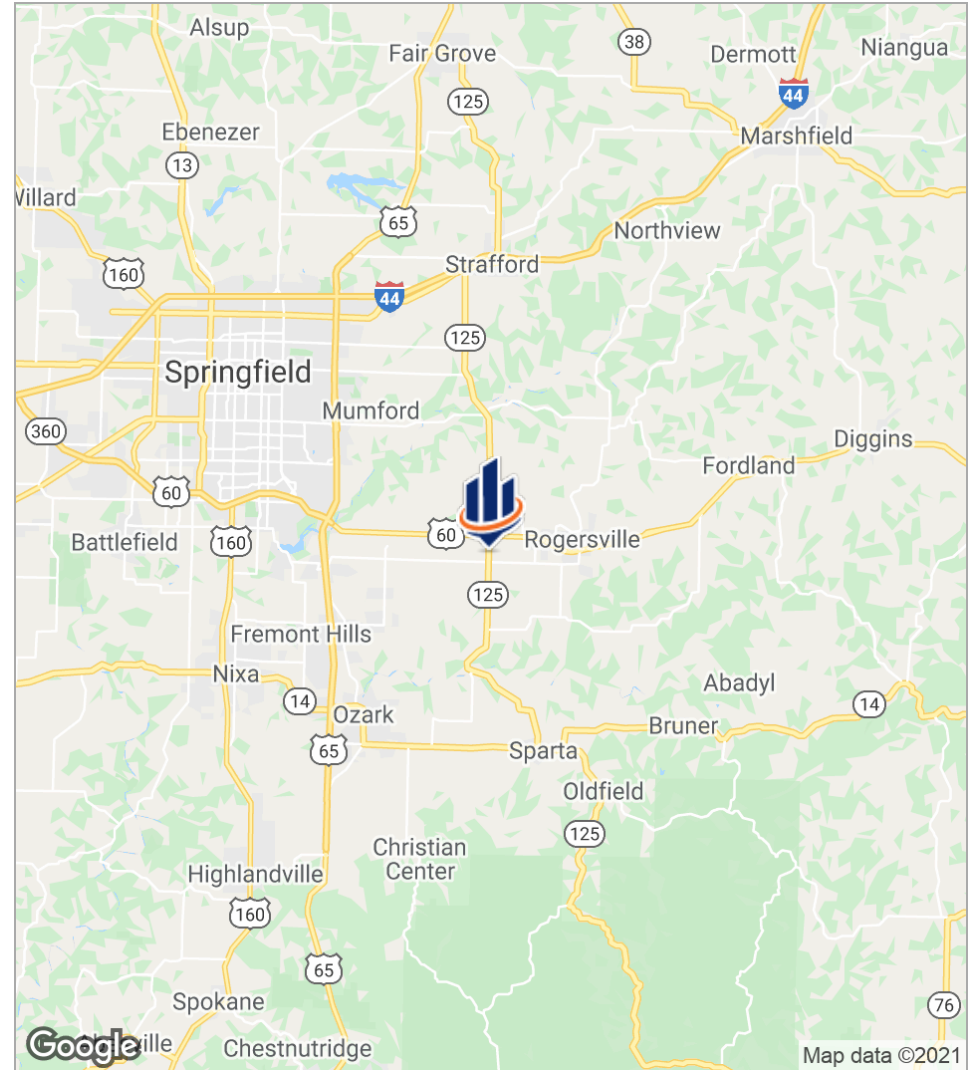 Alsup
Fair Grove
38
Dermott
Niangua
125
44
Ebenezer
Marshfield
13
Willard
65
Northview
160
Strafford
44
125
Springfield
Mumford
360
Diggins
Fordland
60
Battlefield
160
60
Rogersville
125
Fremont Hills
Nixa
14
Abadyl
14
Ozark
Bruner
65
Sparta
Oldfield
125
Christian
Center
Highlandville
160
65
Spokane
76
Google
Chestnutridge
Map data ©2021